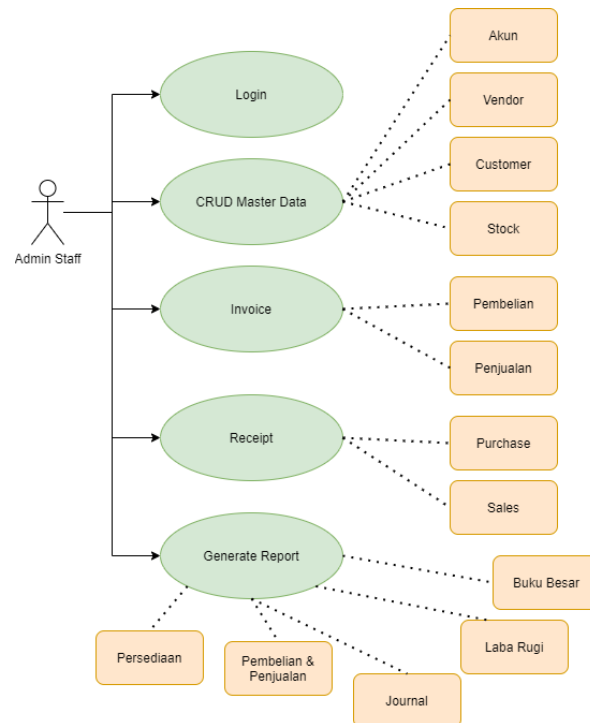 Akun
Login
Vendor
Customer
CRUD Master Data
Stock
Admin Staff
Pembelian
Invoice
Penjualan
Receipt
Purchase
Sales
Generate Report
Buku Besar
Laba Rugi
Persediaan
Pembelian &
Penjualan
Journal